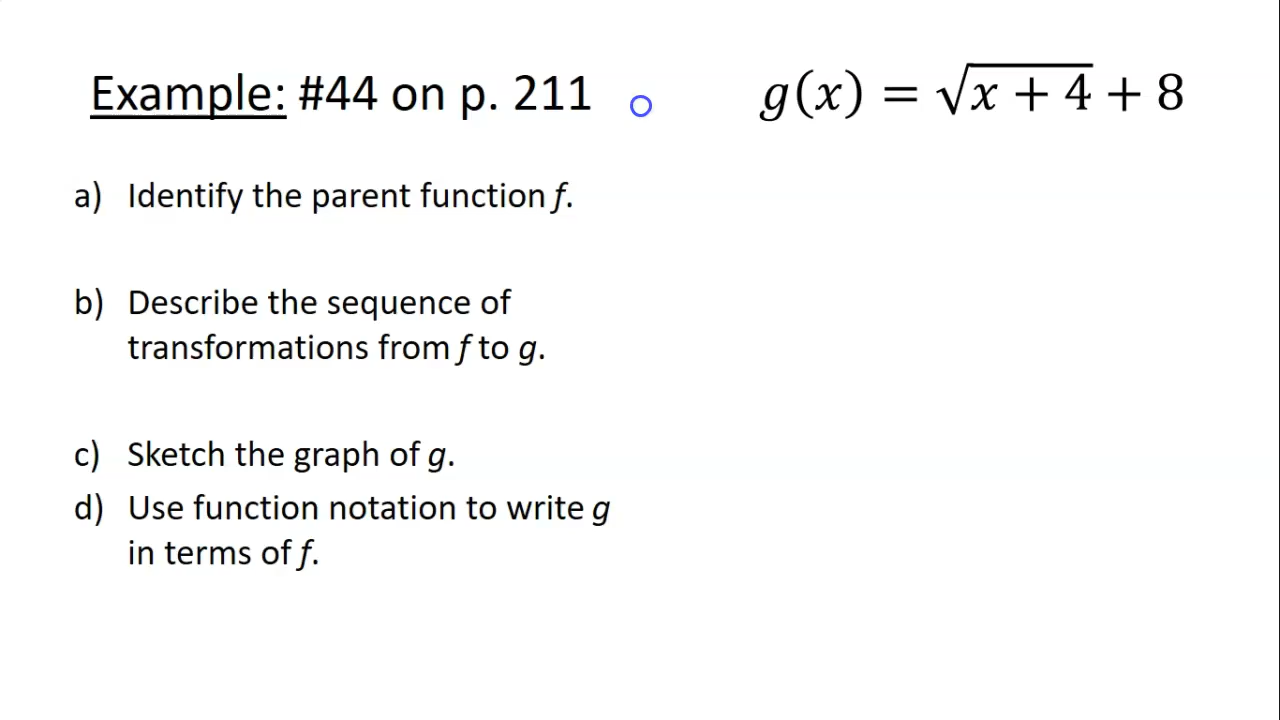 Example: #44 on p. 211 g(x) = √(x + 4) + 8
a) Identify the parent function f.
b) Describe the sequence of
transformations from f to g.
c) Sketch the graph of g.
d) Use function notation to write g
in terms of f.